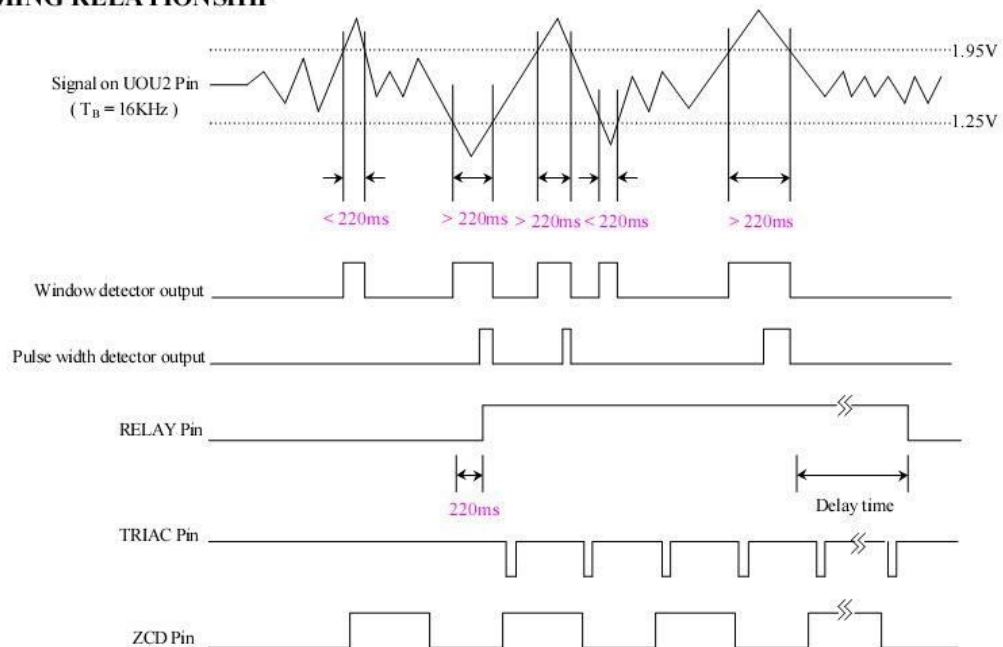 1.95V
Signal on UOU2 Pin
( TB = 16KHz )
1.25V
< 220ms > 220ms > 220ms < 220ms > 220ms
Window detector output
Pulse width detector output
RELAY Pin
220ms Delay time
TRIAC Pin
ZCD Pin